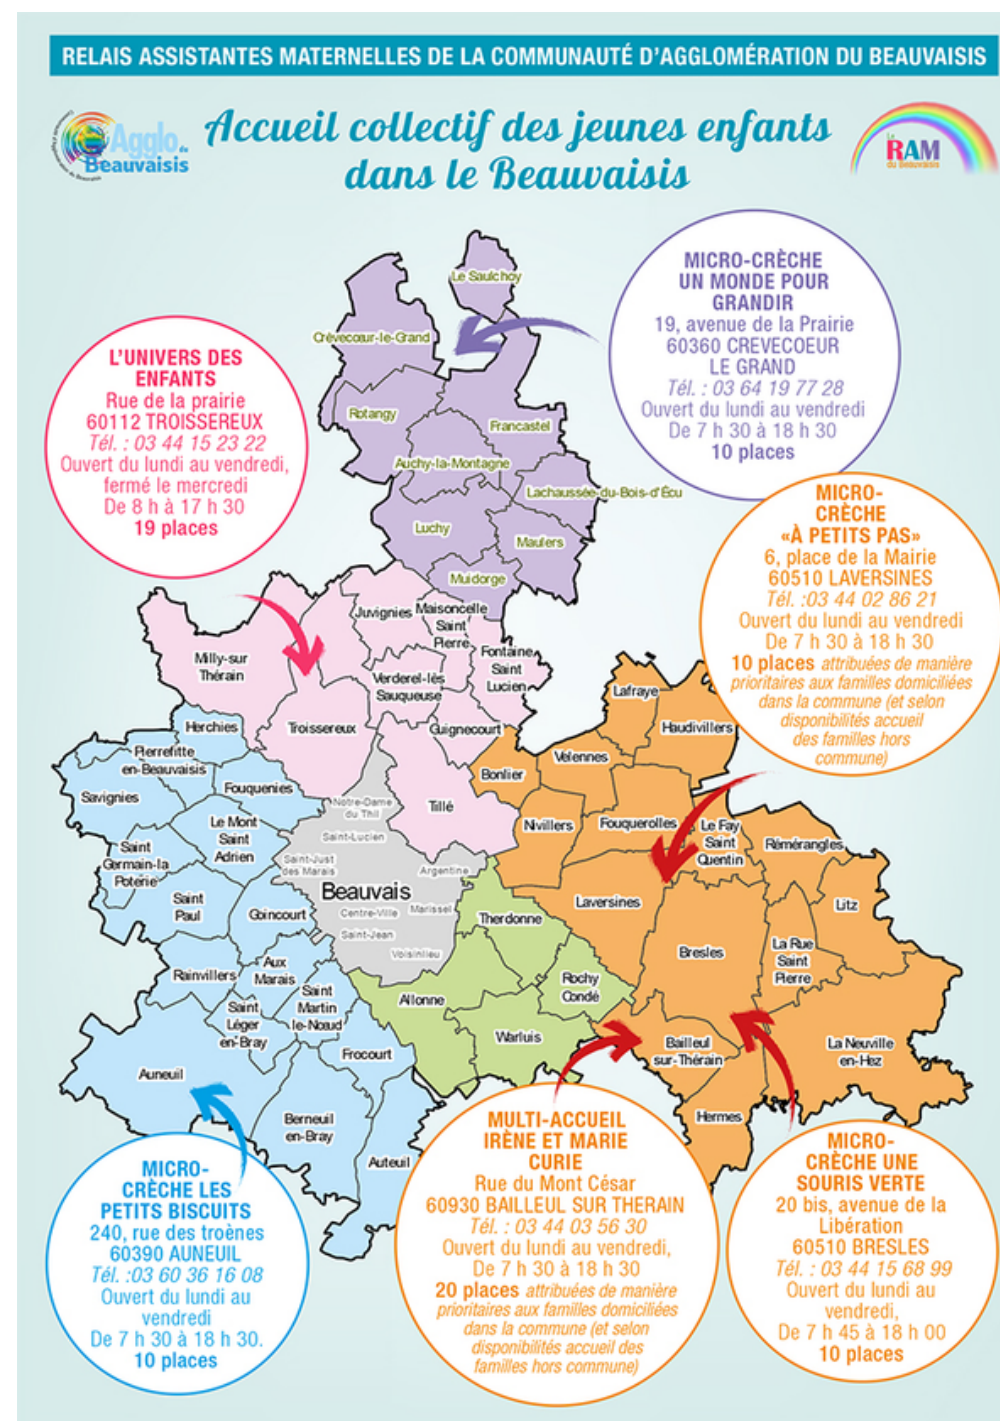 RELAIS ASSISTANTES MATERNELLES DE LA COMMUNAUTÉ D'AGGLOMÉRATION DU BEAUVAISIS
Agglo du
Beauvaisis
Accueil collectif des jeunes enfants
dans le Beauvaisis
Le
RAM
du Beauvaisis
MICRO-CRÈCHE
UN MONDE POUR
GRANDIR
19, avenue de la Prairie
60360 CREVECOEUR
LE GRAND
Tél. : 03 64 19 77 28
Ouvert du lundi au vendredi
De 7 h 30 à 18 h 30
10 places
L'UNIVERS DES
ENFANTS
Rue de la prairie
60112 TROISSEREUX
Tél. : 03 44 15 23 22
Ouvert du lundi au vendredi,
fermé le mercredi
De 8 h à 17 h 30
19 places
MICRO-
CRÈCHE
«À PETITS PAS»
6, place de la Mairie
60510 LAVERSINES
Tél. :03 44 02 86 21
Ouvert du lundi au vendredi
De 7 h 30 à 18 h 30
10 places attribuées de manière
prioritaires aux familles domiciliées
dans la commune (et selon
disponibilités accueil
des familles hors
commune)
Le Saulchoy
Crèvecœur-le-Grand
Rotangy
Francastel
Auchy-la-Montagne
Lachaussée-du-Bois-d'Écu
Luchy
Maulers
Muidorge
Juvignies
Maisoncelle
Saint
Pierre
Fontaine
Saint
Lucien
Milly-sur
Thérain
Verderel-lès
Sauqueuse
Troissereux
Guignecourt
Tillé
Lafraye
Haudivillers
Velennes
Bonlier
Nivillers
Fouquerolles
Le Fay
Saint
Quentin
Rémérangles
Laversines
Litz
Bresles
La Rue
Saint
Pierre
La Neuville
en-Hez
Bailleul
sur-Thérain
Hermes
Herchies
Pierrefitte
en-Beauvaisis
Savignies
Fouquenies
Le Mont
Saint
Adrien
Saint
Germain-la
Poterie
Saint
Paul
Goincourt
Rainvillers
Aux
Marais
Saint
Martin
le-Nœud
Saint
Léger
en-Bray
Frocourt
Auneuil
Berneuil
en-Bray
Auteuil
Notre-Dame
du Thil
Saint-Lucien
Saint-Just
des Marais
Argentine
Beauvais
Centre-Ville
Marissel
Saint-Jean
Voisinlieu
Therdonne
Rochy
Condé
Allonne
Warluis
MICRO-
CRÈCHE LES
PETITS BISCUITS
240, rue des troènes
60390 AUNEUIL
Tél. :03 60 36 16 08
Ouvert du lundi au
vendredi
De 7 h 30 à 18 h 30.
10 places
MULTI-ACCUEIL
IRÈNE ET MARIE
CURIE
Rue du Mont César
60930 BAILLEUL SUR THERAIN
Tél. : 03 44 03 56 30
Ouvert du lundi au vendredi,
De 7 h 30 à 18 h 30
20 places attribuées de manière
prioritaires aux familles domiciliées
dans la commune (et selon
disponibilités accueil des
familles hors commune)
MICRO-
CRÈCHE UNE
SOURIS VERTE
20 bis, avenue de la
Libération
60510 BRESLES
Tél. : 03 44 15 68 99
Ouvert du lundi au
vendredi,
De 7 h 45 à 18 h 00
10 places